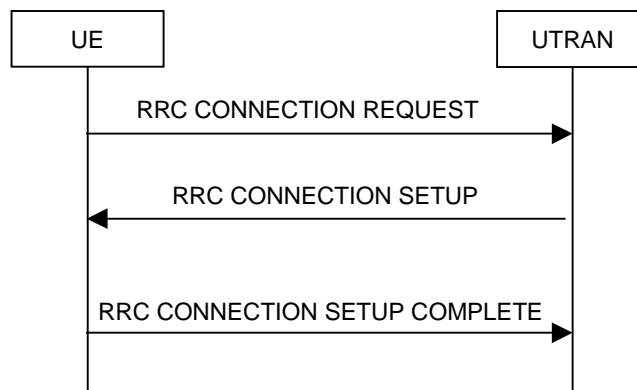 UE
UTRAN
RRC CONNECTION REQUEST
RRC CONNECTION SETUP
RRC CONNECTION SETUP COMPLETE